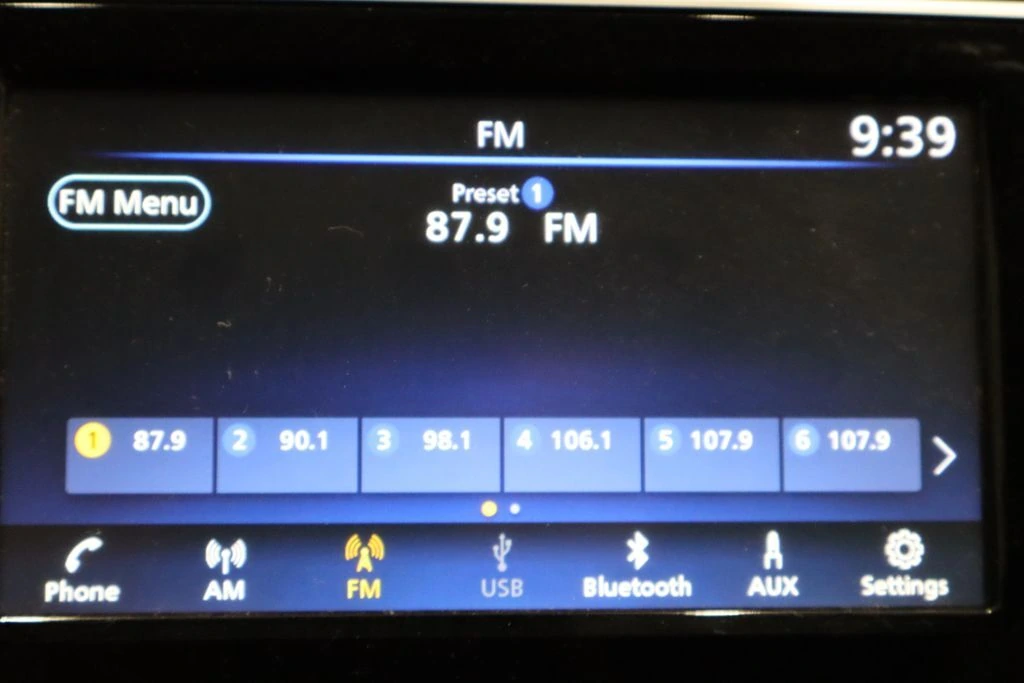 FM
9:39
FM Menu
Preset 1
87.9 FM
1 87.9 2 90.1 3 98.1 4 106.1 5 107.9 6 107.9
Phone AM FM USB Bluetooth AUX Settings